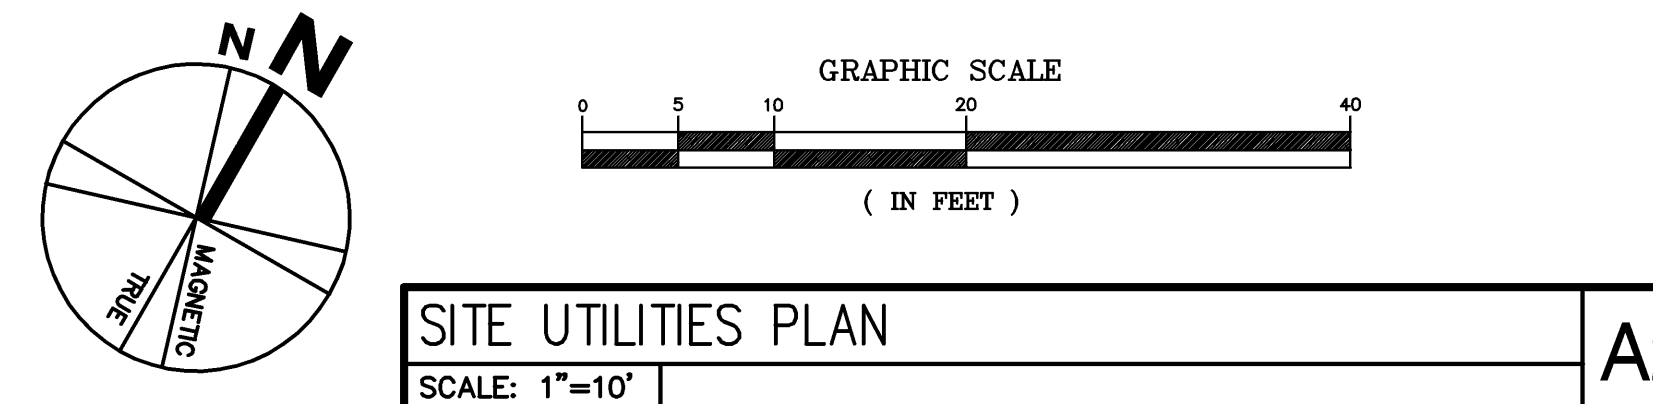 N N
GRAPHIC SCALE
0 5 10 20 40
( IN FEET )
MAGNETIC
TRUE
SITE UTILITIES PLAN
SCALE: 1"=10'